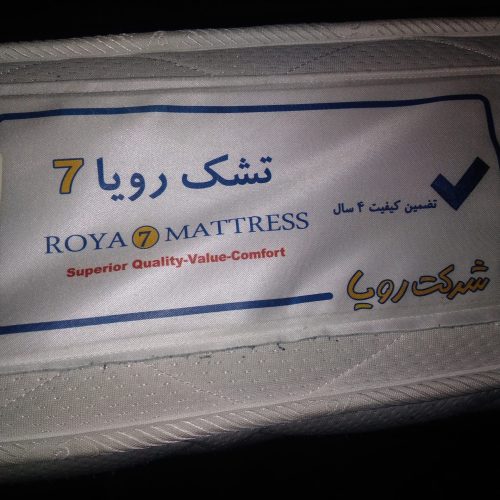 تشک رویا 7
ROYA 7 MATTRESS
Superior Quality-Value-Comfort
تضمین کیفیت ۴ سال
شرکت رویا